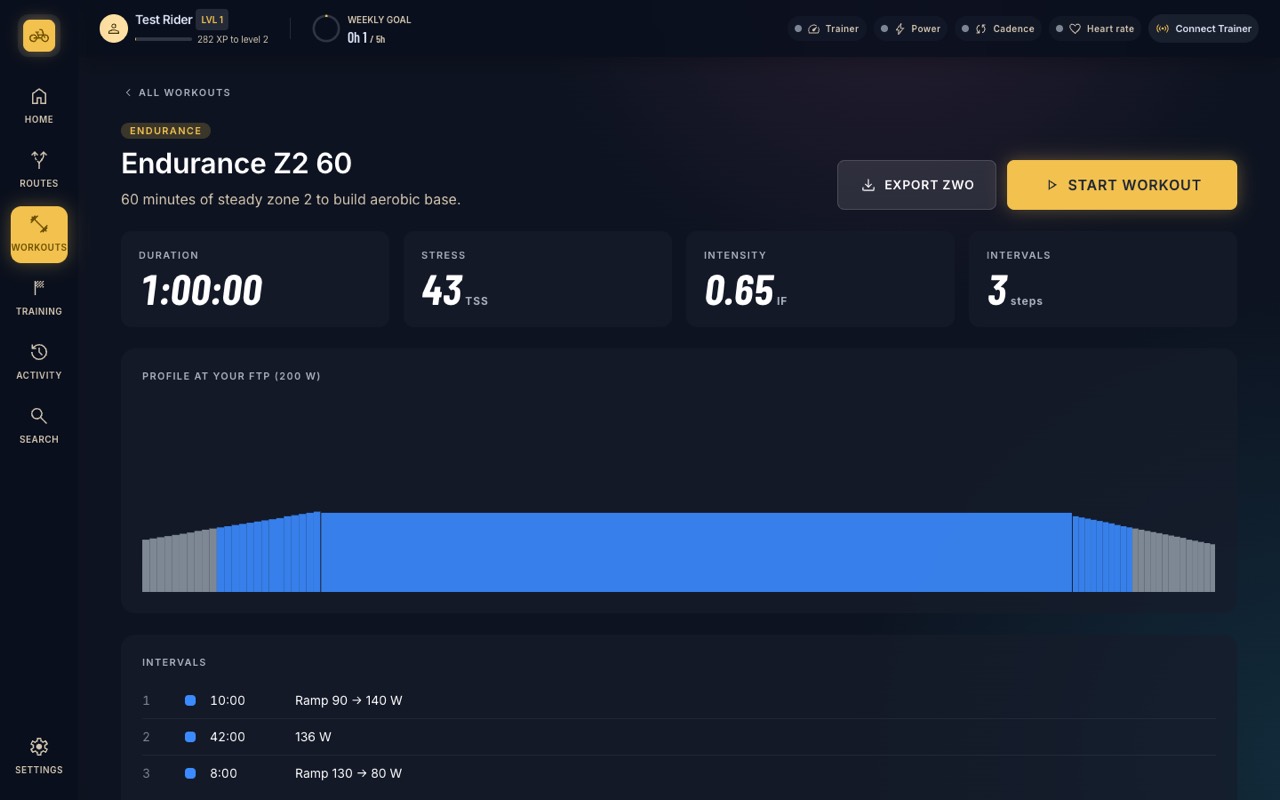 Test Rider LVL 1
282 XP to level 2
WEEKLY GOAL
0h 1 / 5h
Trainer
Power
Cadence
Heart rate
Connect Trainer
HOME
ROUTES
WORKOUTS
TRAINING
ACTIVITY
SEARCH
SETTINGS
ALL WORKOUTS
ENDURANCE
Endurance Z2 60
60 minutes of steady zone 2 to build aerobic base.
EXPORT ZWO
START WORKOUT
DURATION
1:00:00
STRESS
43 TSS
INTENSITY
0.65 IF
INTERVALS
3 steps
PROFILE AT YOUR FTP (200 W)
INTERVALS
1 10:00 Ramp 90 → 140 W
2 42:00 136 W
3 8:00 Ramp 130 → 80 W